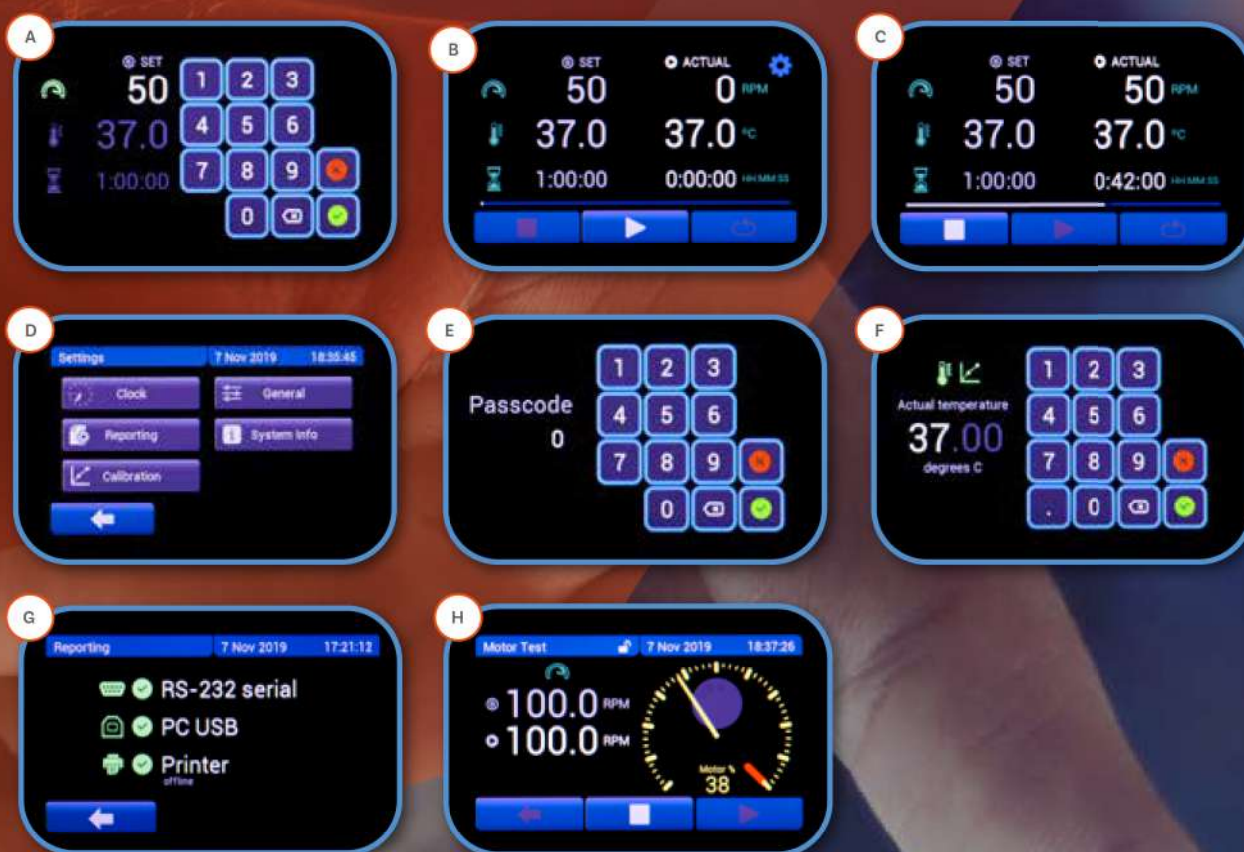 A
SET
50
37.0
1:00:00
1 2 3
4 5 6
7 8 9
0
B
SET ACTUAL
50 0 RPM
37.0 37.0 °C
1:00:00 0:00:00 HH:MM:SS
C
SET ACTUAL
50 50 RPM
37.0 37.0 °C
1:00:00 0:42:00 HH:MM:SS
D
Settings 7 Nov 2019 18:35:45
Clock General
Reporting System Info
Calibration
E
Passcode
0
1 2 3
4 5 6
7 8 9
0
F
Actual temperature
37.00
degrees C
1 2 3
4 5 6
7 8 9
. 0
G
Reporting 7 Nov 2019 17:21:12
RS-232 serial
PC USB
Printer
offline
H
Motor Test 7 Nov 2019 18:37:26
S 100.0 RPM
100.0 RPM
Motor %
38